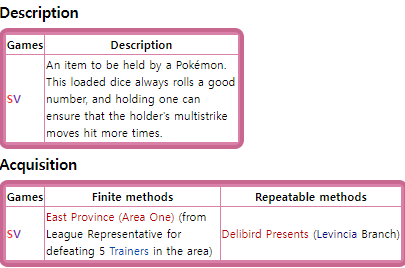 Description
Games Description
SV
An item to be held by a Pokémon.
This loaded dice always rolls a good
number, and holding one can
ensure that the holder's multistrike
moves hit more times.
Acquisition
Games Finite methods Repeatable methods
SV
East Province (Area One) (from
League Representative for
defeating 5 Trainers in the area)
Delibird Presents (Levincia Branch)